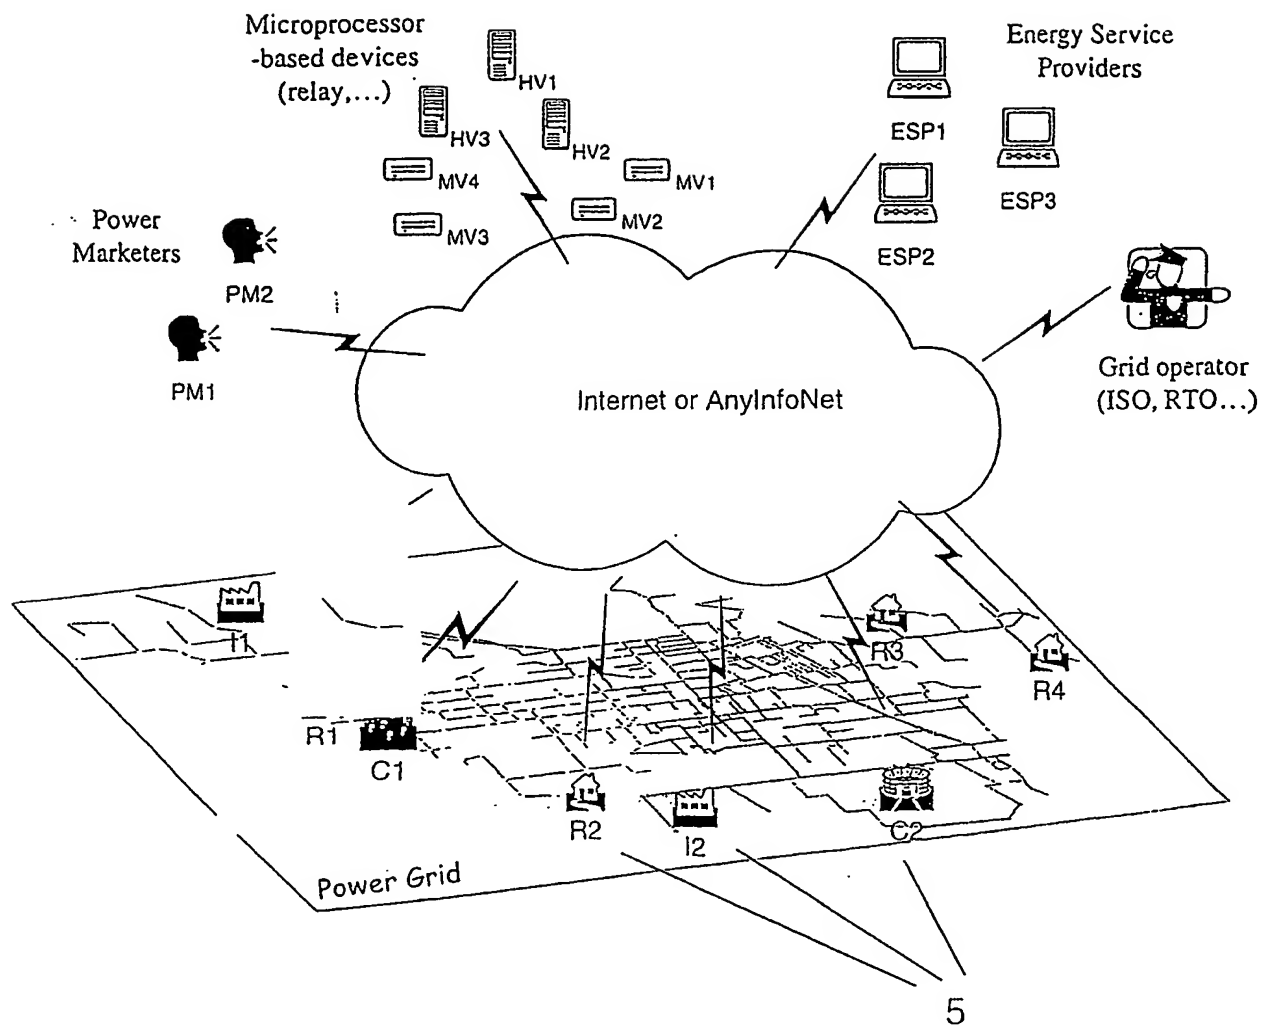 Microprocessor
-based devices
(relay,...)
HV1
HV3
HV2
MV4
MV1
MV3
MV2
Energy Service
Providers
ESP1
ESP3
ESP2
Power
Marketers
PM2
PM1
Grid operator
(ISO, RTO...)
Internet or AnyInfoNet
I1
R3
R4
R1
C1
R2
I2
C2
Power Grid
5